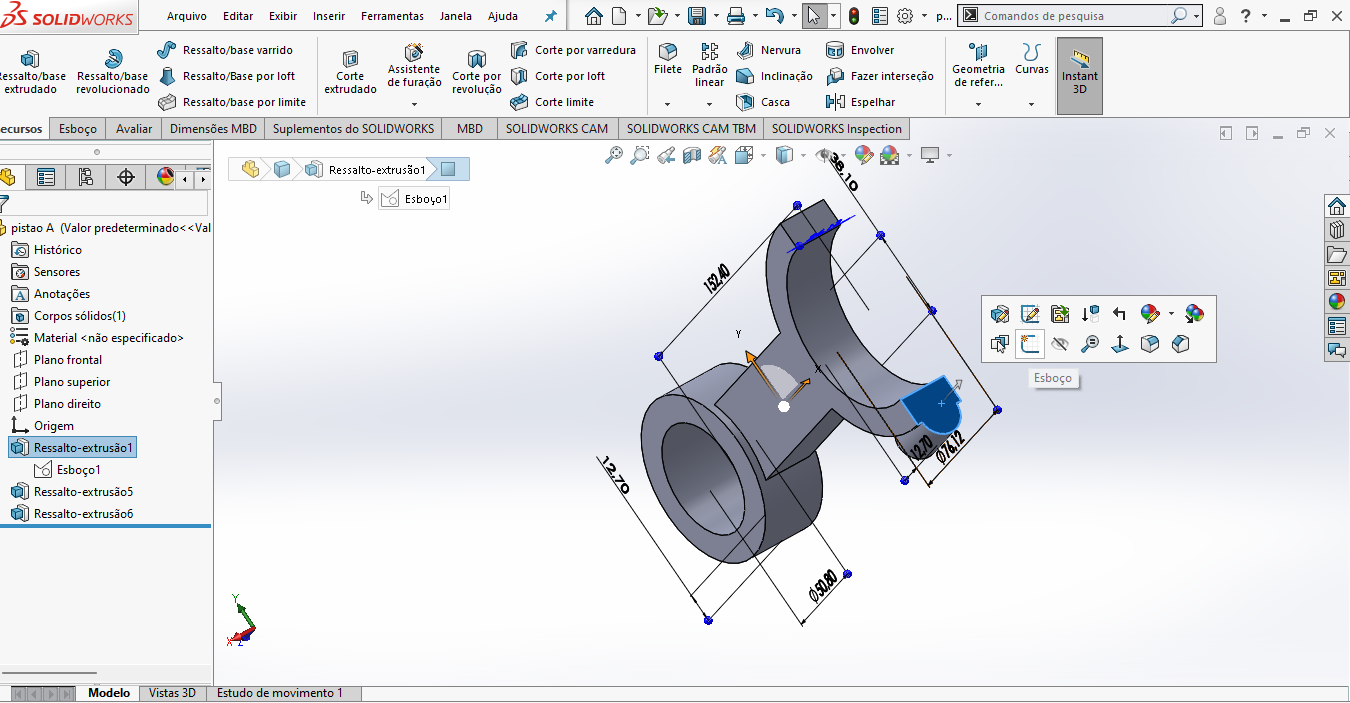 SOLIDWORKS
Arquivo Editar Exibir Inserir Ferramentas Janela Ajuda
p...
Comandos de pesquisa
Ressalto/base extrudado
Ressalto/base revolucionado
Ressalto/base varrido
Ressalto/Base por loft
Ressalto/base por limite
Corte extrudado
Assistente de furação
Corte por revolução
Corte por varredura
Corte por loft
Corte limite
Filete
Padrão linear
Nervura
Inclinação
Casca
Envolver
Fazer interseção
Espelhar
Geometria de refer...
Curvas
Instant 3D
ecursos Esboço Avaliar Dimensões MBD Suplementos do SOLIDWORKS MBD SOLIDWORKS CAM SOLIDWORKS CAM TBM SOLIDWORKS Inspection
Ressalto-extrusão1
Esboço1
pistao A (Valor predeterminado<<Val
Histórico
Sensores
Anotações
Corpos sólidos(1)
Material <não especificado>
Plano frontal
Plano superior
Plano direito
Origem
Ressalto-extrusão1
Esboço1
Ressalto-extrusão5
Ressalto-extrusão6
38,10
152,40
Y
X
12,70
Ø76,12
12,70
Ø50,80
Esboço
Y
X Z
Modelo Vistas 3D Estudo de movimento 1